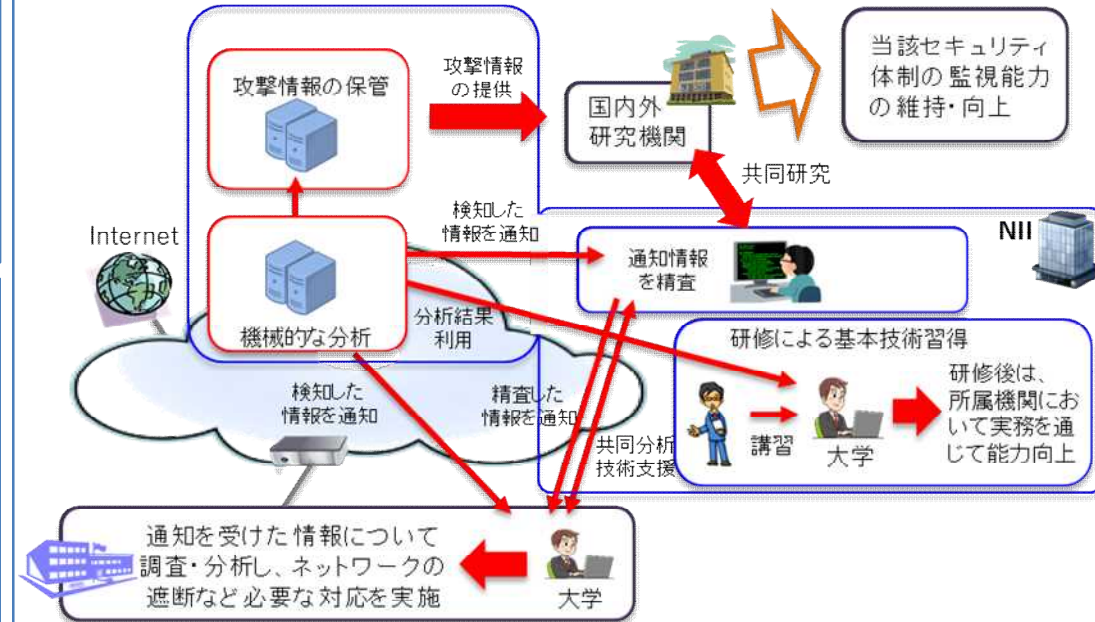 攻撃情報の保管
攻撃情報
の提供
国内外
研究機関
当該セキュリティ
体制の監視能力
の維持・向上
共同研究
Internet
検知した
情報を通知
NII
通知情報
を精査
機械的な分析
分析結果
利用
研修による基本技術習得
検知した
情報を通知
精査した
情報を通知
講習
大学
研修後は、
所属機関にお
いて実務を通
じて能力向上
共同分析
技術支援
通知を受けた情報について
調査・分析し、ネットワークの
遮断など必要な対応を実施
大学